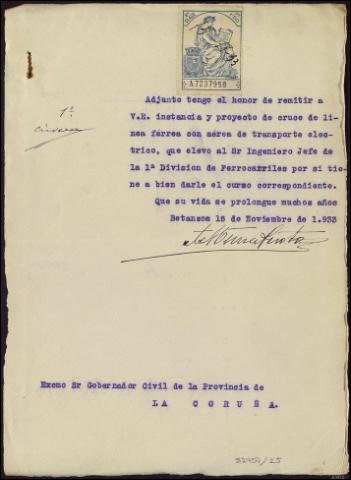 A7237998
1ª
Adjunto tengo el honor de remitir a
V.E. instancia y proyecto de cruce de li-
nea férrea con aérea de transporte elec-
trico, que elevo al Sr Ingeniero Jefe de
la 1ª Division de Ferrocarriles por si tie-
ne a bien darle el curso correspondiente.
Que su vida se prolongue muchos años
Betanzos 15 de Noviembre de 1.933
Excmo Sr Gobernador Civil de la Provincia de
LA CORUÑA.